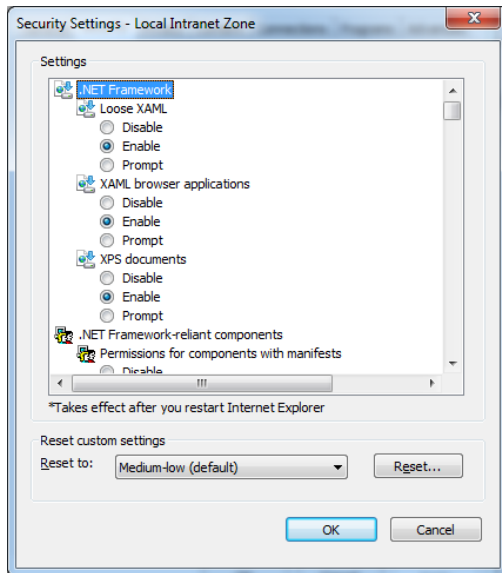 Security Settings - Local Intranet Zone
Settings
.NET Framework
Loose XAML
Disable
Enable
Prompt
XAML browser applications
Disable
Enable
Prompt
XPS documents
Disable
Enable
Prompt
.NET Framework-reliant components
Permissions for components with manifests
Disable
*Takes effect after you restart Internet Explorer
Reset custom settings
Reset to: Medium-low (default) Reset...
OK Cancel